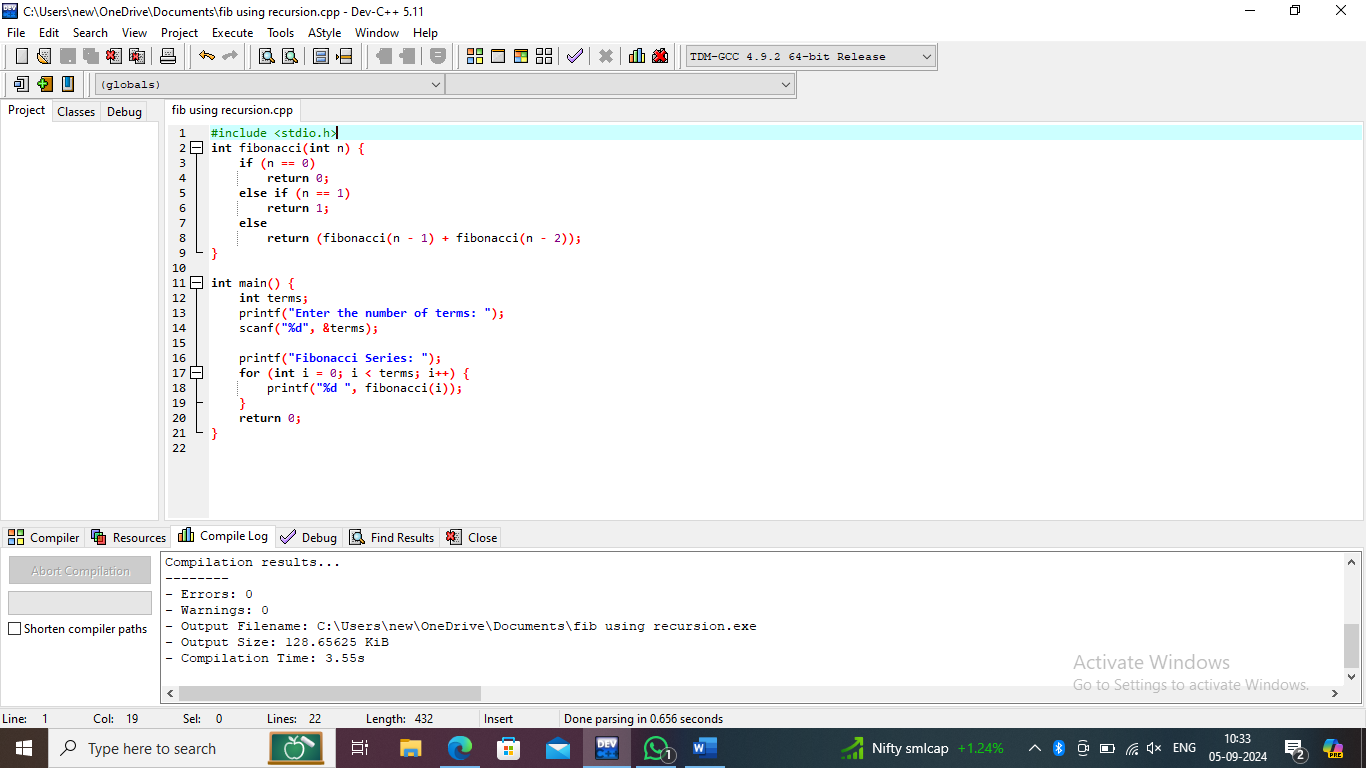 C:\Users\new\OneDrive\Documents\fib using recursion.cpp - Dev-C++ 5.11
File Edit Search View Project Execute Tools AStyle Window Help
TDM-GCC 4.9.2 64-bit Release
(globals)
Project Classes Debug
fib using recursion.cpp
1 #include <stdio.h>
2 int fibonacci(int n) {
3 if (n == 0)
4 return 0;
5 else if (n == 1)
6 return 1;
7 else
8 return (fibonacci(n - 1) + fibonacci(n - 2));
9 }
10
11 int main() {
12 int terms;
13 printf("Enter the number of terms: ");
14 scanf("%d", &terms);
15
16 printf("Fibonacci Series: ");
17 for (int i = 0; i < terms; i++) {
18 printf("%d ", fibonacci(i));
19 }
20 return 0;
21 }
22
Compiler Resources Compile Log Debug Find Results Close
Abort Compilation
Shorten compiler paths
Compilation results...
--------
- Errors: 0
- Warnings: 0
- Output Filename: C:\Users\new\OneDrive\Documents\fib using recursion.exe
- Output Size: 128.65625 KiB
- Compilation Time: 3.55s
Activate Windows
Go to Settings to activate Windows.
Line: 1 Col: 19 Sel: 0 Lines: 22 Length: 432 Insert Done parsing in 0.656 seconds
Type here to search
DEV
1
Nifty smlcap +1.24%
ENG
10:33
05-09-2024
2
PRE